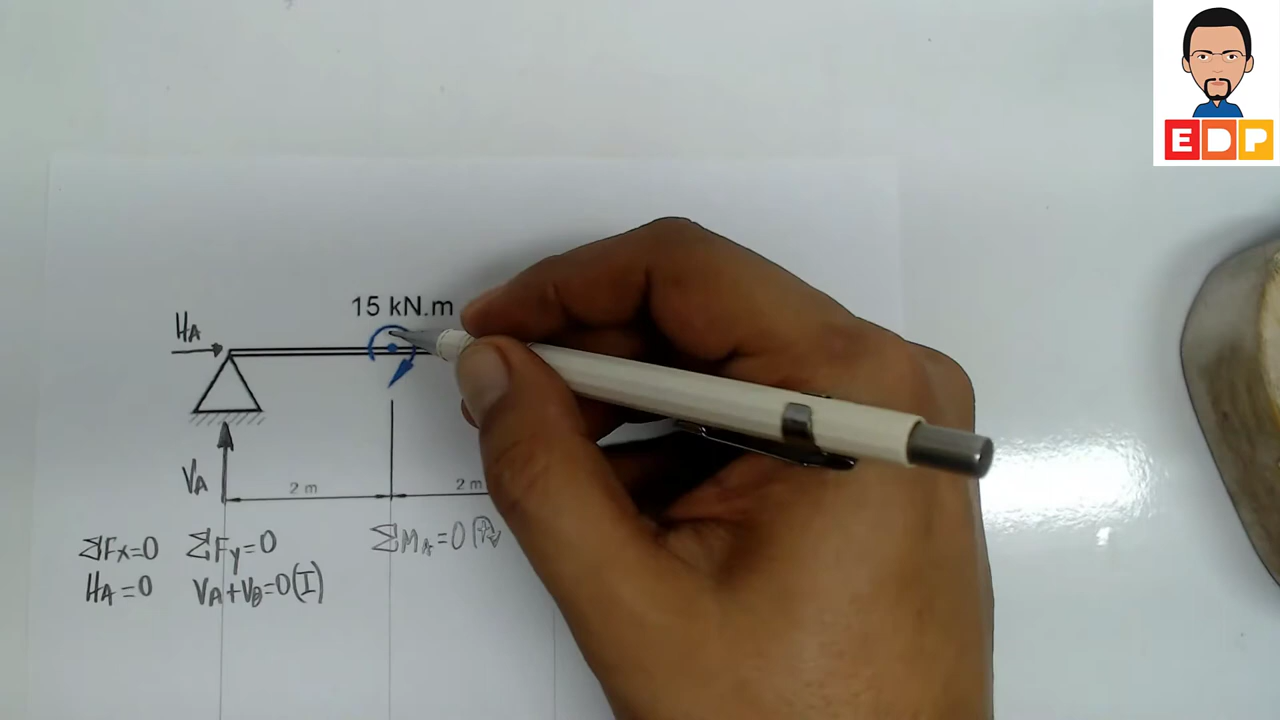 EDP
15 kN.m
HA
VA
2 m
2 m
ΣFx=0 ΣFy=0 ΣMA=0 (+
HA=0 VA+VB=0(I)